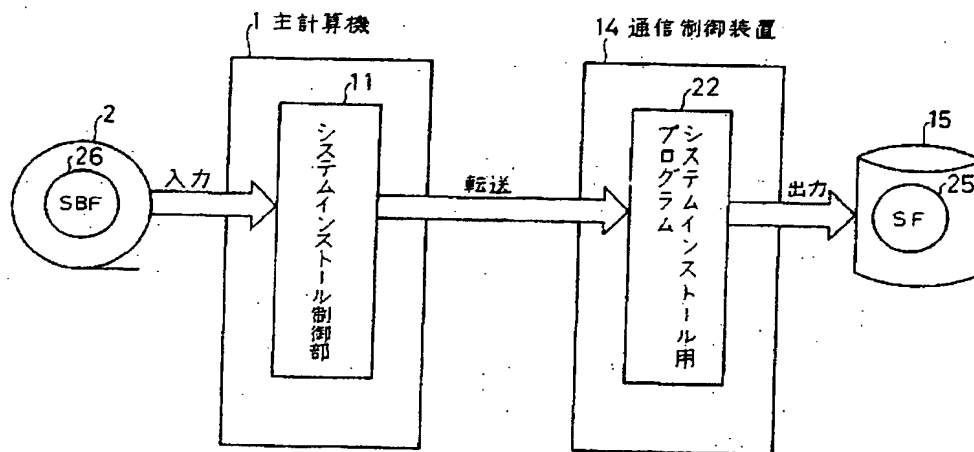 1 主計算機
14 通信制御装置
2
26
SBF
入力
11
システムインストール制御部
転送
22
システムインストール用
プログラム
出力
15
25
SF